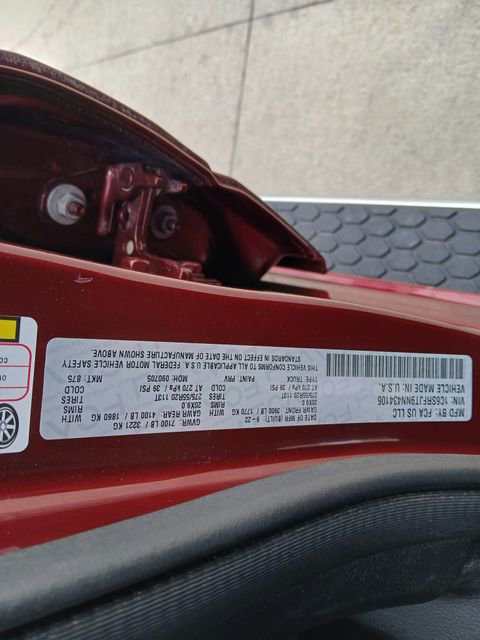 MFD BY: FCA US LLC
VEHICLE MADE IN U.S.A.
VIN:
DATE OF MFR (BUILT): 9 - 22 GVWR: 7100 LB / 3221 KG
GAWR FRONT 3900 LB 1770 KG WITH 4100 LB / 1860 KG WITH
20X9.0 RIMS 20X9.0 RIMS
275/55R20 113T TIRES 275/55R20 113T TIRES
AT 270 kPa / 39 PSI COLD AT 270 kPa / 39 PSI COLD
TYPE: TRUCK PAINT: PRV MDH: 090705 MKT: 875
THIS VEHICLE CONFORMS TO ALL APPLICABLE U.S.A. FEDERAL MOTOR VEHICLE SAFETY
STANDARDS IN EFFECT ON THE DATE OF MANUFACTURE SHOWN ABOVE.